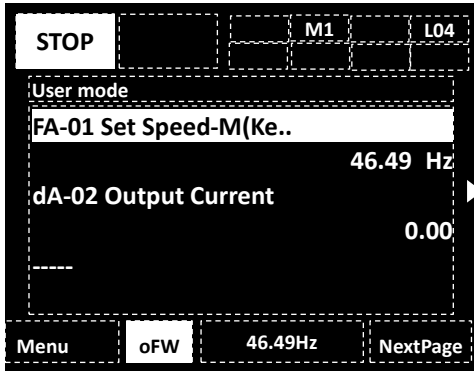 STOP M1 L04
User mode
FA-01 Set Speed-M(Ke..
46.49 Hz
dA-02 Output Current
0.00
-----
Menu oFW 46.49Hz NextPage